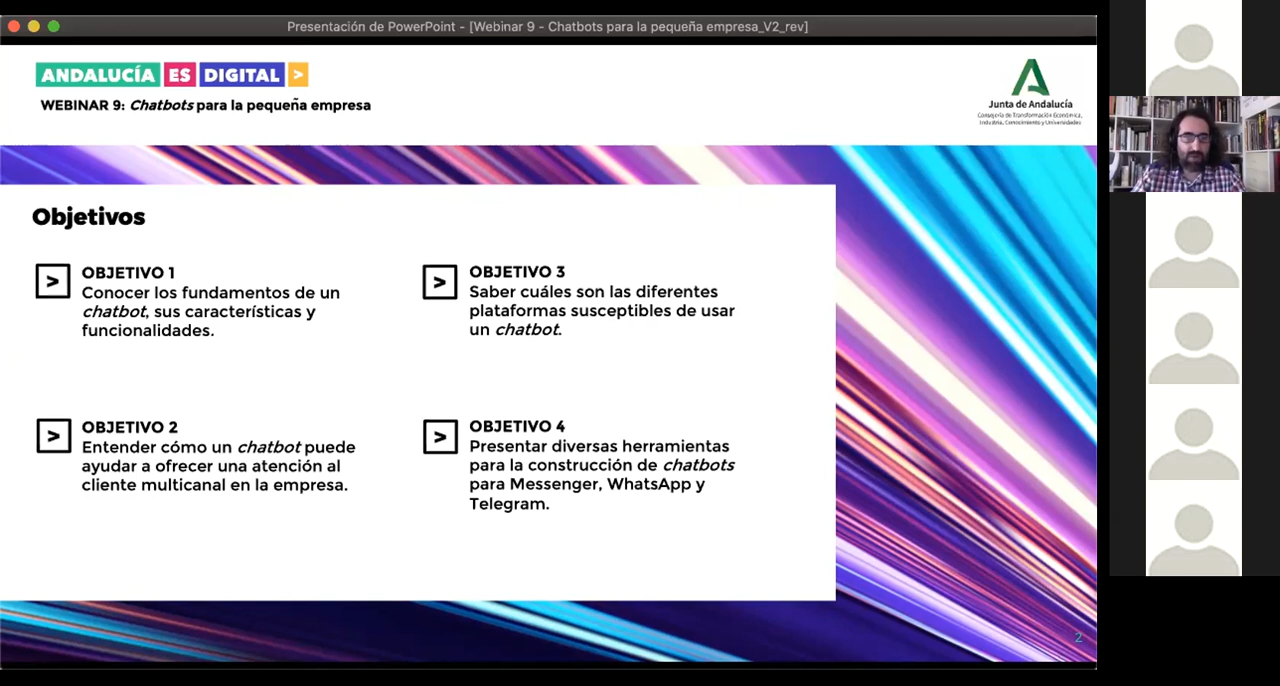 Presentación de PowerPoint - [Webinar 9 - Chatbots para la pequeña empresa_V2_rev]
ANDALUCÍA ES DIGITAL >
WEBINAR 9: Chatbots para la pequeña empresa
Junta de Andalucía
Consejería de Transformación Económica,
Industria, Conocimiento y Universidades
Objetivos
> OBJETIVO 1
Conocer los fundamentos de un
chatbot, sus características y
funcionalidades.
> OBJETIVO 2
Entender cómo un chatbot puede
ayudar a ofrecer una atención al
cliente multicanal en la empresa.
> OBJETIVO 3
Saber cuáles son las diferentes
plataformas susceptibles de usar
un chatbot.
> OBJETIVO 4
Presentar diversas herramientas
para la construcción de chatbots
para Messenger, WhatsApp y
Telegram.
2